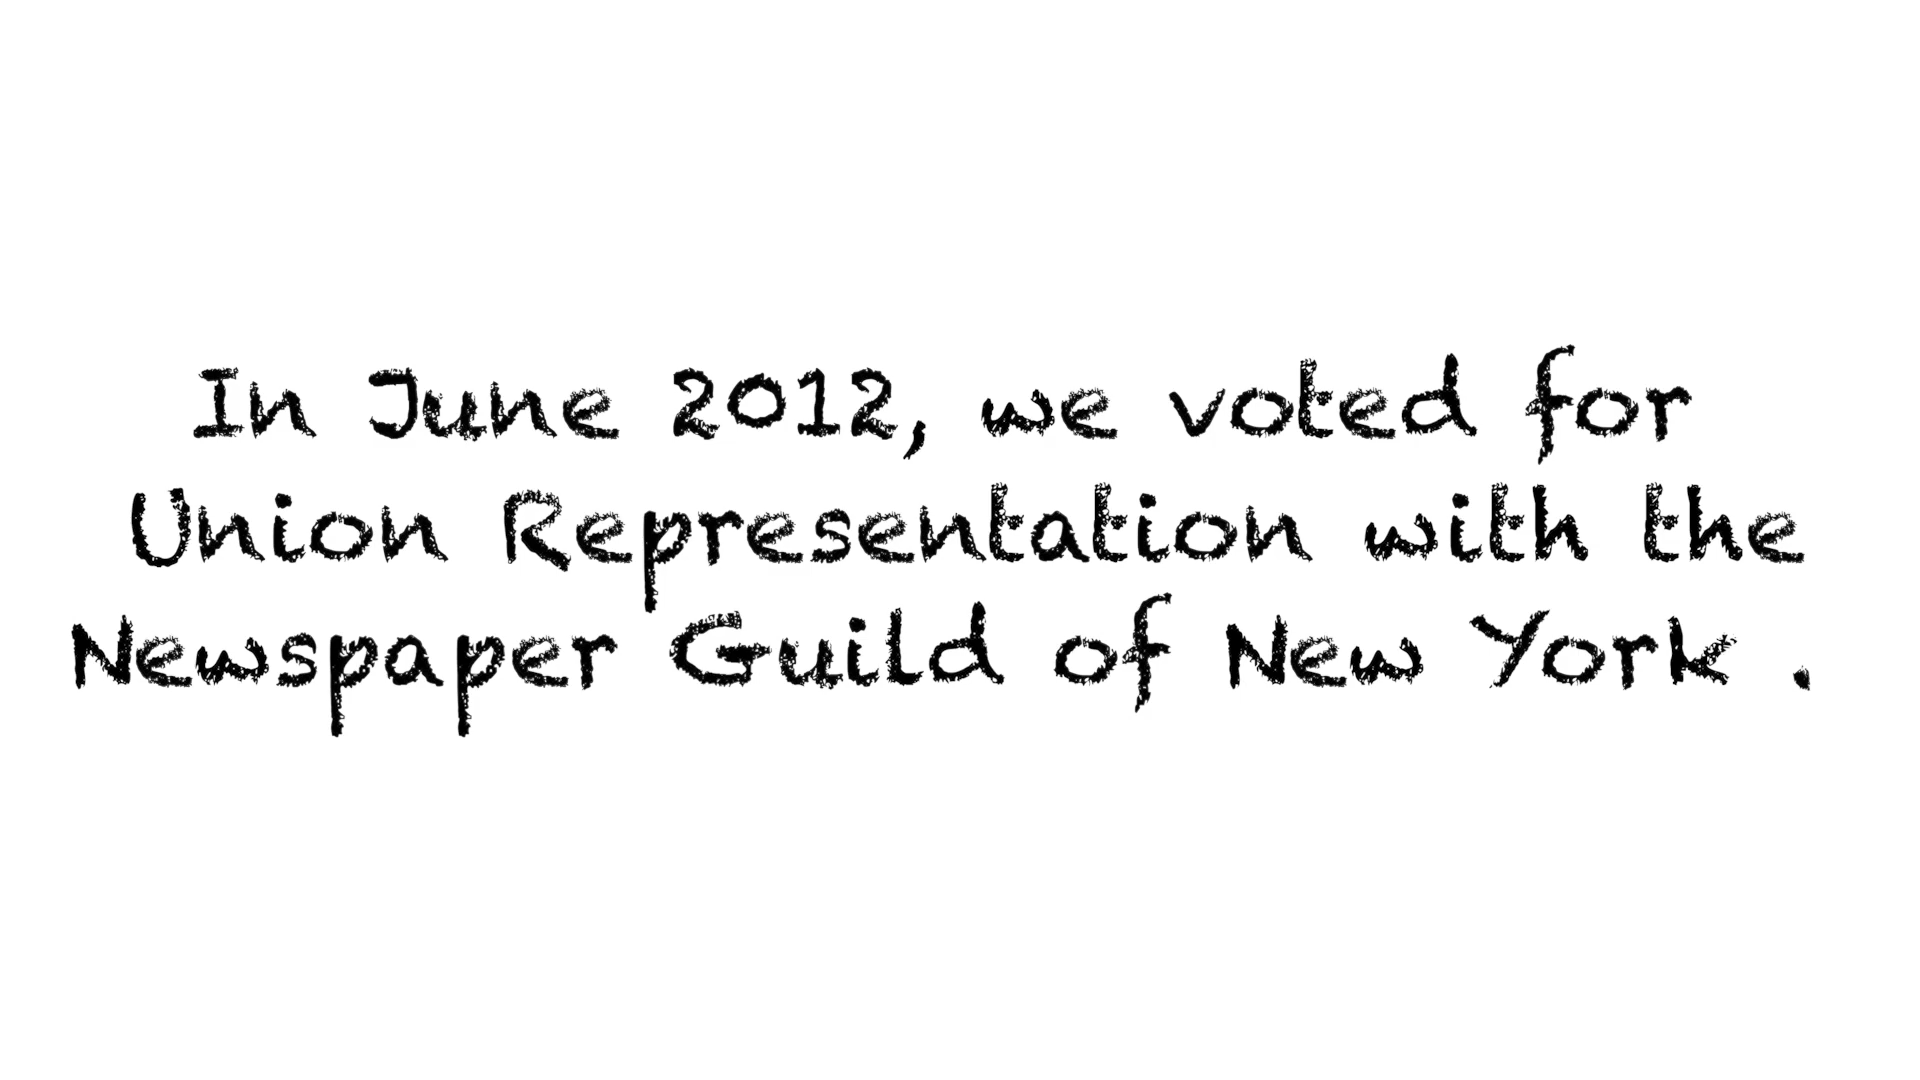 In June 2012, we voted for
Union Representation with the
Newspaper Guild of New York .